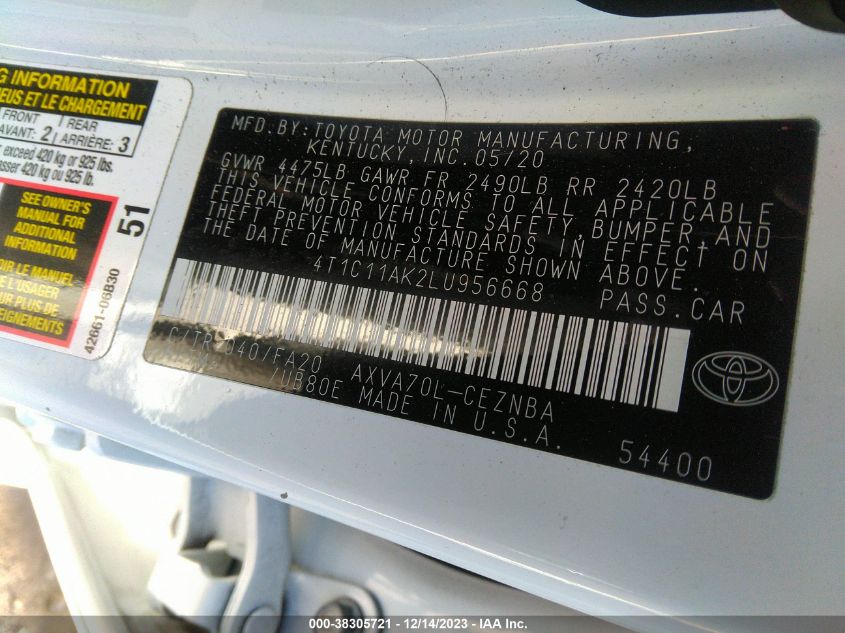 G INFORMATION
EUS ET LE CHARGEMENT
FRONT
AVANT: 2
REAR
ARRIÈRE: 3
exceed 420 kg or 925 lbs.
asser 420 kg ou 925 lb.
SEE OWNER'S
MANUAL FOR
ADDITIONAL
INFORMATION
51
OIR LE MANUEL
L'USAGER
UR PLUS DE
EIGNEMENTS
42661-06B30
MFD. BY: TOYOTA MOTOR MANUFACTURING,
KENTUCKY, INC. 05/20
GVWR 4475LB GAWR FR 2490LB RR 2420LB
THIS VEHICLE CONFORMS TO ALL APPLICABLE
FEDERAL MOTOR VEHICLE SAFETY, BUMPER, AND
THEFT PREVENTION STANDARDS IN EFFECT ON
THE DATE OF MANUFACTURE SHOWN ABOVE.
4T1C11AK2LU956668 PASS. CAR
C/TR 040/FA20 AXVA70L-CEZNBA
/UB80E MADE IN U.S.A.
54400
000-38305721 - 12/14/2023 - IAA Inc.